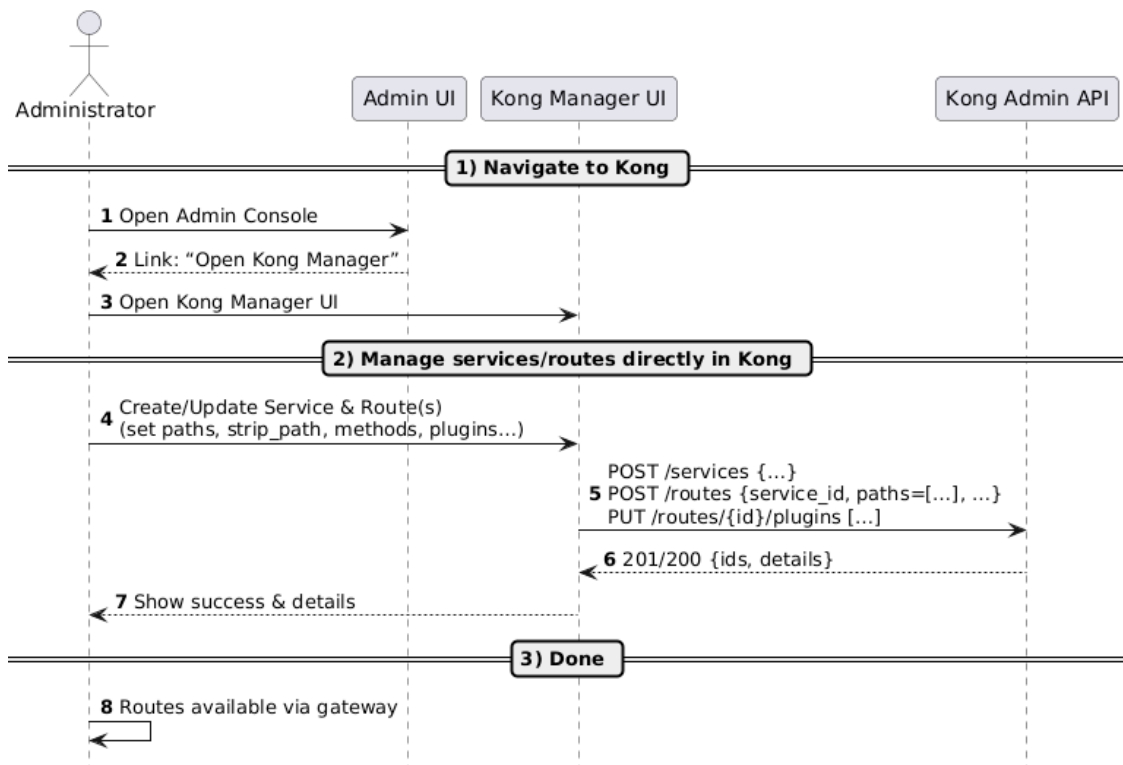 Administrator
Admin UI
Kong Manager UI
Kong Admin API
1) Navigate to Kong
1 Open Admin Console
2 Link: “Open Kong Manager”
3 Open Kong Manager UI
2) Manage services/routes directly in Kong
4 Create/Update Service & Route(s)
(set paths, strip_path, methods, plugins...)
POST /services {...}
5 POST /routes {service_id, paths=[...], ...}
PUT /routes/{id}/plugins [...]
6 201/200 {ids, details}
7 Show success & details
3) Done
8 Routes available via gateway